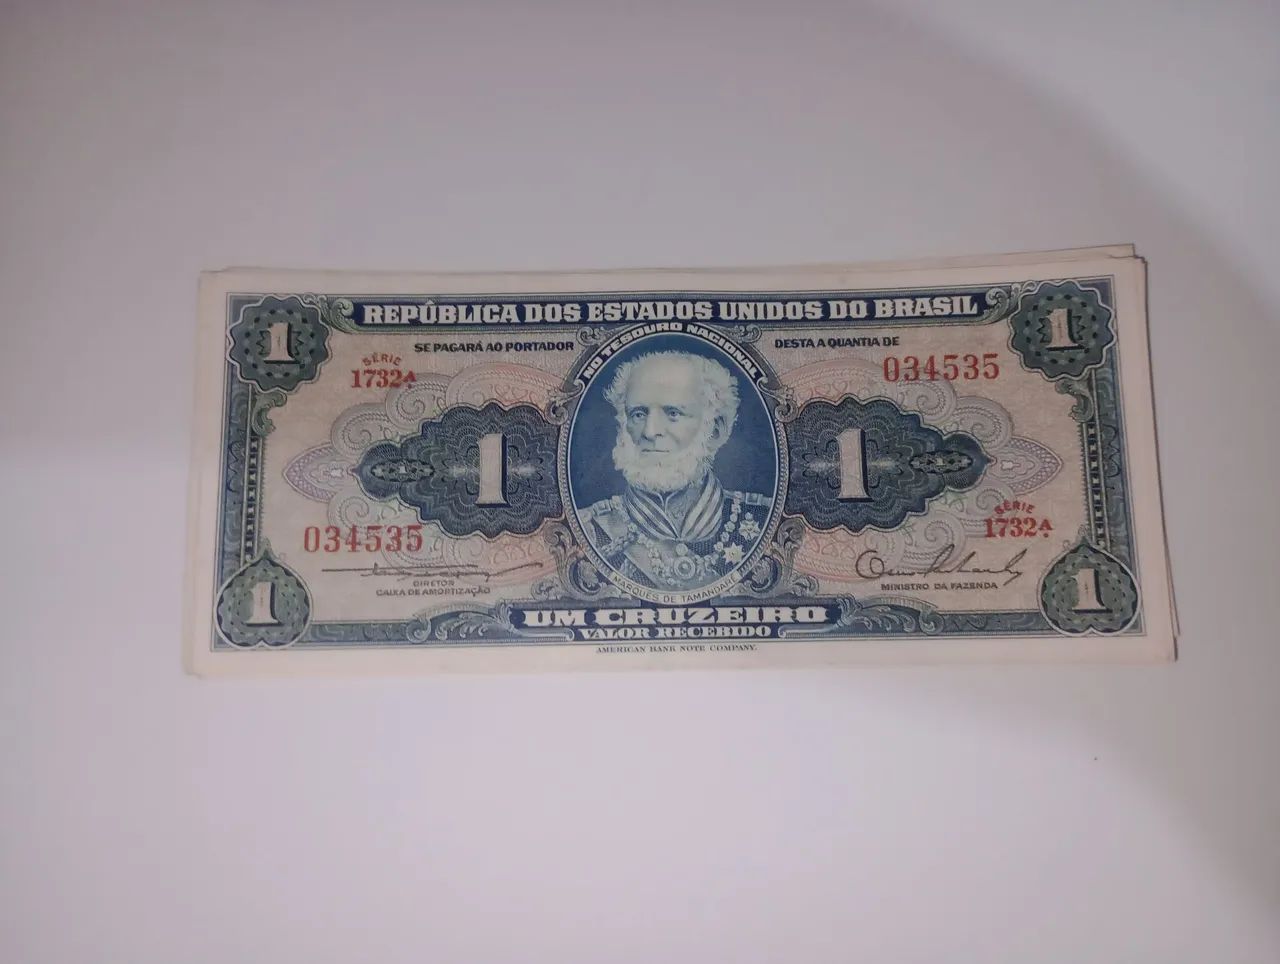 REPÚBLICA DOS ESTADOS UNIDOS DO BRASIL
1
1
SE PAGARÁ AO PORTADOR
NO TESOURO NACIONAL
DESTA A QUANTIA DE
SÉRIE
1732A
034535
1
1
034535
SÉRIE
1732A
DIRETOR
CAIXA DE AMORTIZAÇÃO
MARQUÊS DE TAMANDARÉ
MINISTRO DA FAZENDA
1
1
UM CRUZEIRO
VALOR RECEBIDO
AMERICAN BANK NOTE COMPANY.